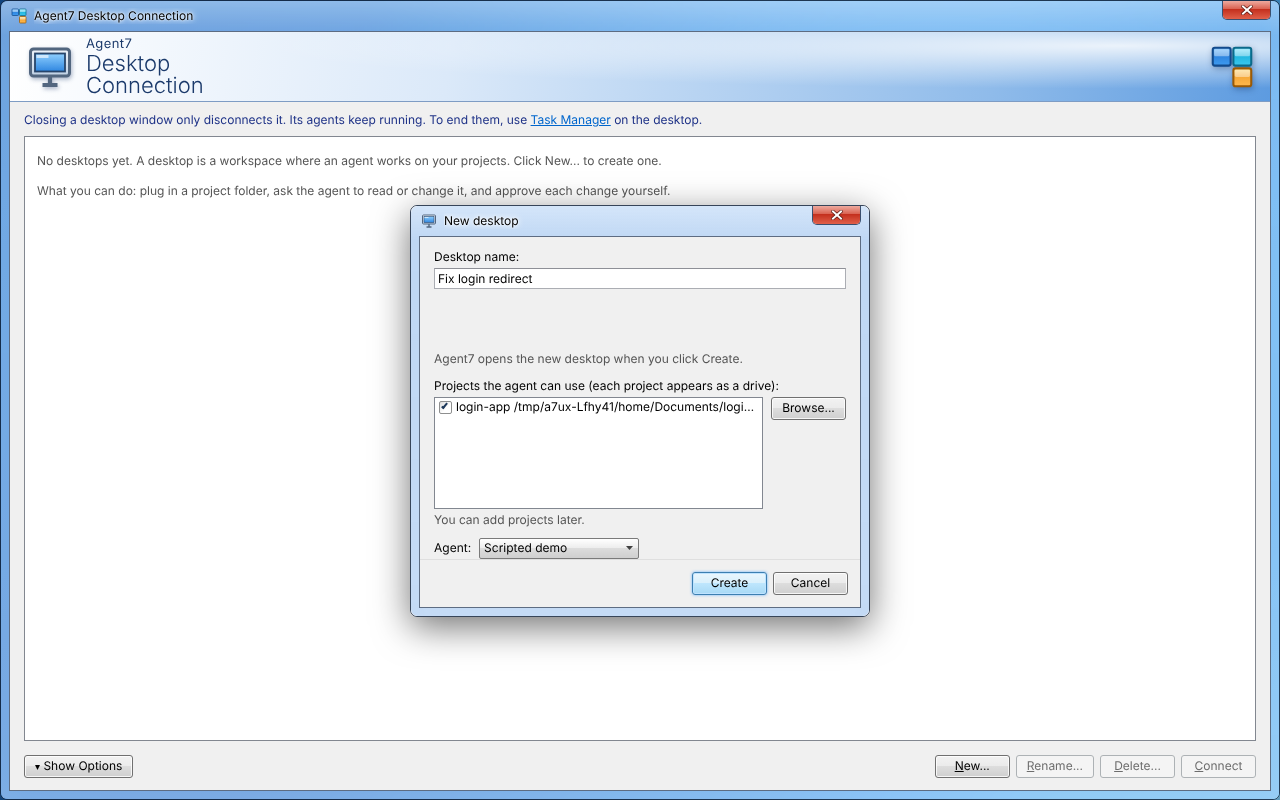 Agent7 Desktop Connection
Agent7
Desktop
Connection
Closing a desktop window only disconnects it. Its agents keep running. To end them, use Task Manager on the desktop.
No desktops yet. A desktop is a workspace where an agent works on your projects. Click New... to create one.
What you can do: plug in a project folder, ask the agent to read or change it, and approve each change yourself.
New desktop
Desktop name:
Fix login redirect
Agent7 opens the new desktop when you click Create.
Projects the agent can use (each project appears as a drive):
login-app /tmp/a7ux-Lfhy41/home/Documents/logi...
Browse...
You can add projects later.
Agent: Scripted demo
Create Cancel
Show Options New... Rename... Delete... Connect